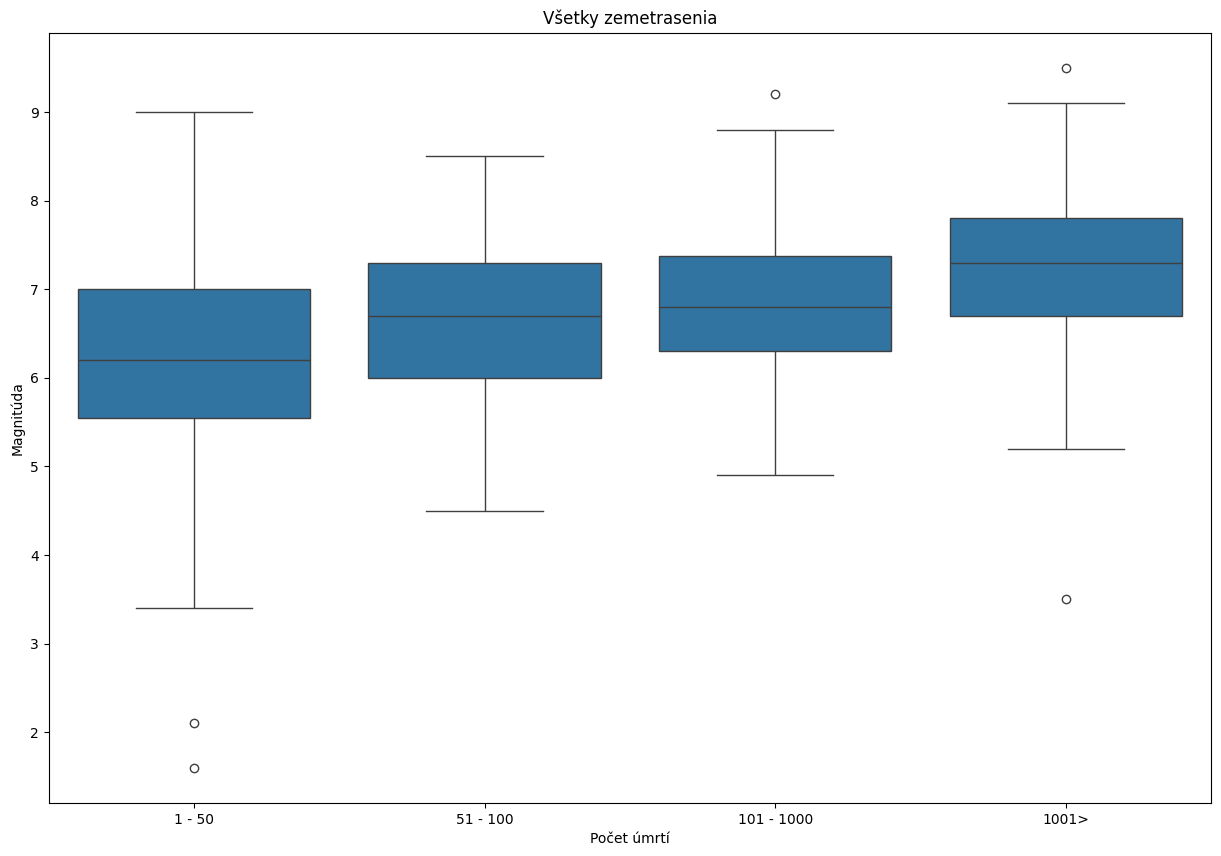 Všetky zemetrasenia
Magnitúda
9
8
7
6
5
4
3
2
1 - 50
51 - 100
101 - 1000
1001>
Počet úmrtí